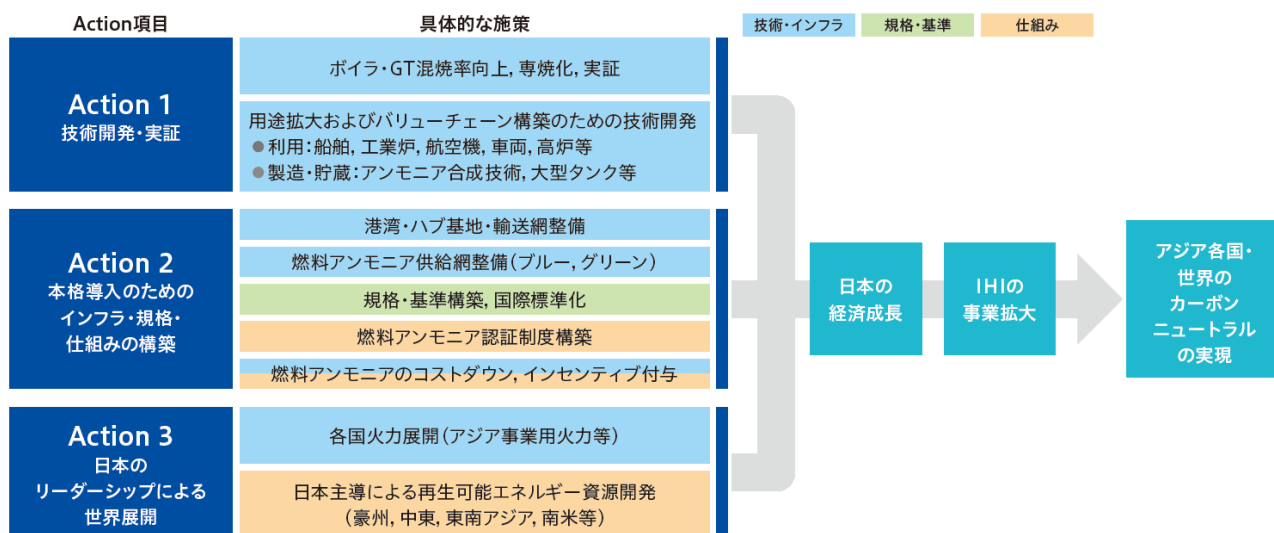 Action項目
具体的な施策
技術・インフラ
規格・基準
仕組み
Action 1
技術開発・実証
ボイラ・GT混焼率向上, 専焼化, 実証
用途拡大およびバリューチェーン構築のための技術開発
●利用：船舶, 工業炉, 航空機, 車両, 高炉等
●製造・貯蔵：アンモニア合成技術, 大型タンク等
Action 2
本格導入のための
インフラ・規格・
仕組みの構築
港湾・ハブ基地・輸送網整備
燃料アンモニア供給網整備（ブルー, グリーン）
規格・基準構築, 国際標準化
燃料アンモニア認証制度構築
燃料アンモニアのコストダウン, インセンティブ付与
Action 3
日本の
リーダーシップによる
世界展開
各国火力展開（アジア事業用火力等）
日本主導による再生可能エネルギー資源開発
（豪州, 中東, 東南アジア, 南米等）
日本の
経済成長
IHIの
事業拡大
アジア各国・
世界の
カーボン
ニュートラル
の実現